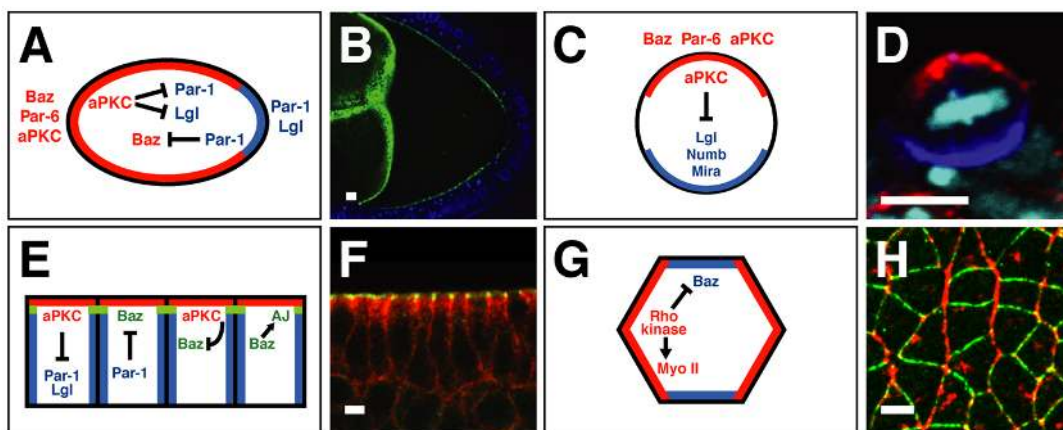 A
Baz
Par-6
aPKC
aPKC
Par-1
Lgl
Baz
Par-1
Par-1
Lgl
B
C
Baz Par-6 aPKC
aPKC
Lgl
Numb
Mira
D
E
aPKC
Par-1
Lgl
Baz
Par-1
aPKC
Baz
AJ
Baz
F
G
Baz
Rho
kinase
Myo II
H